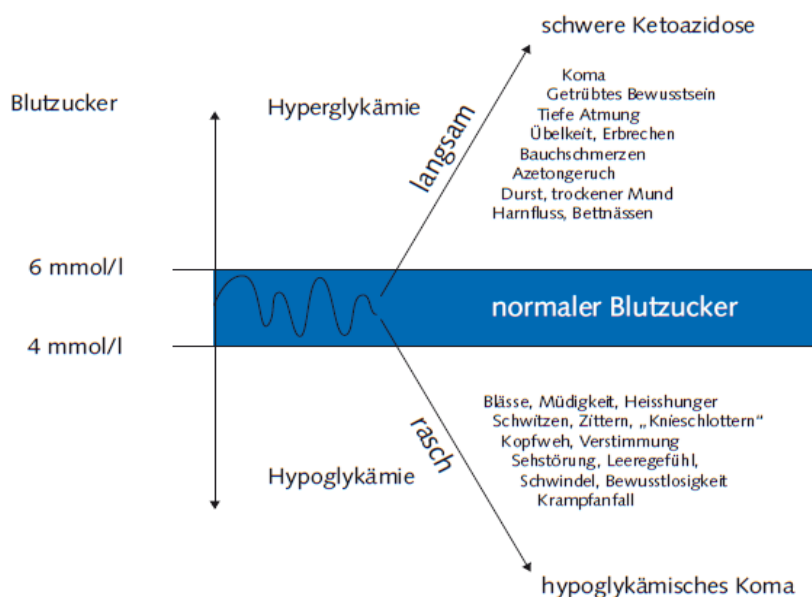 schwere Ketoazidose
Blutzucker
Hyperglykämie
langsam
Koma
Getrübtes Bewusstsein
Tiefe Atmung
Übelkeit, Erbrechen
Bauchschmerzen
Azetongeruch
Durst, trockener Mund
Harnfluss, Bettnässen
6 mmol/l
normaler Blutzucker
4 mmol/l
Blässe, Müdigkeit, Heisshunger
Schwitzen, Zittern, „Knieschlottern“
Kopfweh, Verstimmung
Sehstörung, Leeregefühl,
Schwindel, Bewusstlosigkeit
Krampfanfall
rasch
Hypoglykämie
hypoglykämisches Koma